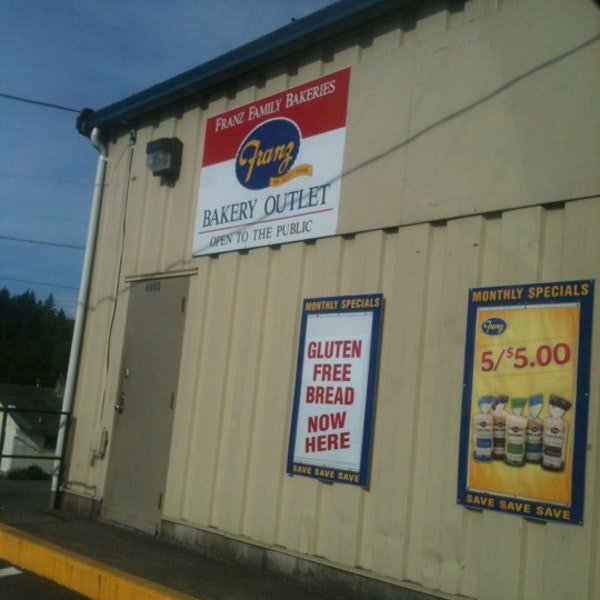 FRANZ FAMILY BAKERIES
Franz
BAKERY OUTLET
OPEN TO THE PUBLIC
4800
MONTHLY SPECIALS
GLUTEN
FREE
BREAD
NOW
HERE
SAVE SAVE SAVE
MONTHLY SPECIALS
Franz
5/$5.00
SAVE SAVE SAVE